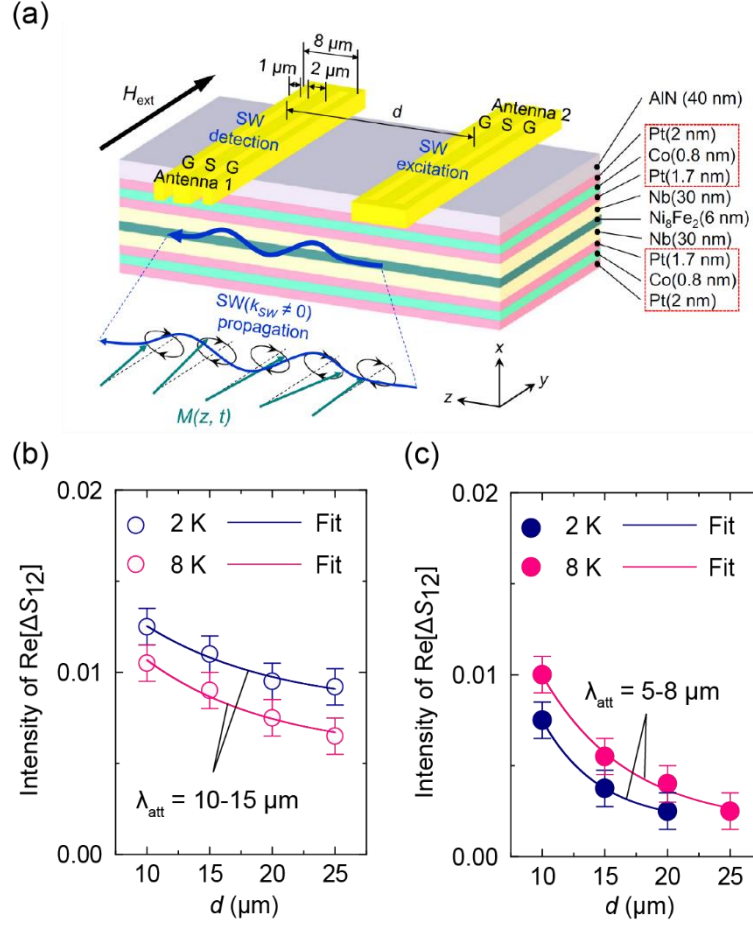 (a)
8 µm
1 µm
2 µm
H_ext
d
Antenna 2
G S G
SW
detection
SW
excitation
G S G
Antenna 1
AlN (40 nm)
Pt(2 nm)
Co(0.8 nm)
Pt(1.7 nm)
Nb(30 nm)
Ni8Fe2(6 nm)
Nb(30 nm)
Pt(1.7 nm)
Co(0.8 nm)
Pt(2 nm)
SW(k_SW ≠ 0)
propagation
M(z, t)
x
y
z
(b)
0.02
0.01
0.00
Intensity of Re[ΔS12]
2 K Fit
8 K Fit
λatt = 10-15 µm
10 15 20 25
d (µm)
(c)
0.02
0.01
0.00
Intensity of Re[ΔS12]
2 K Fit
8 K Fit
λatt = 5-8 µm
10 15 20 25
d (µm)